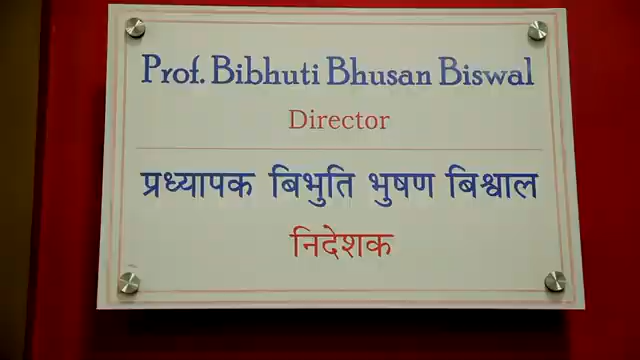 Prof. Bibhuti Bhusan Biswal
Director
प्रध्यापक बिभुति भुषण बिश्वाल
निदेशक